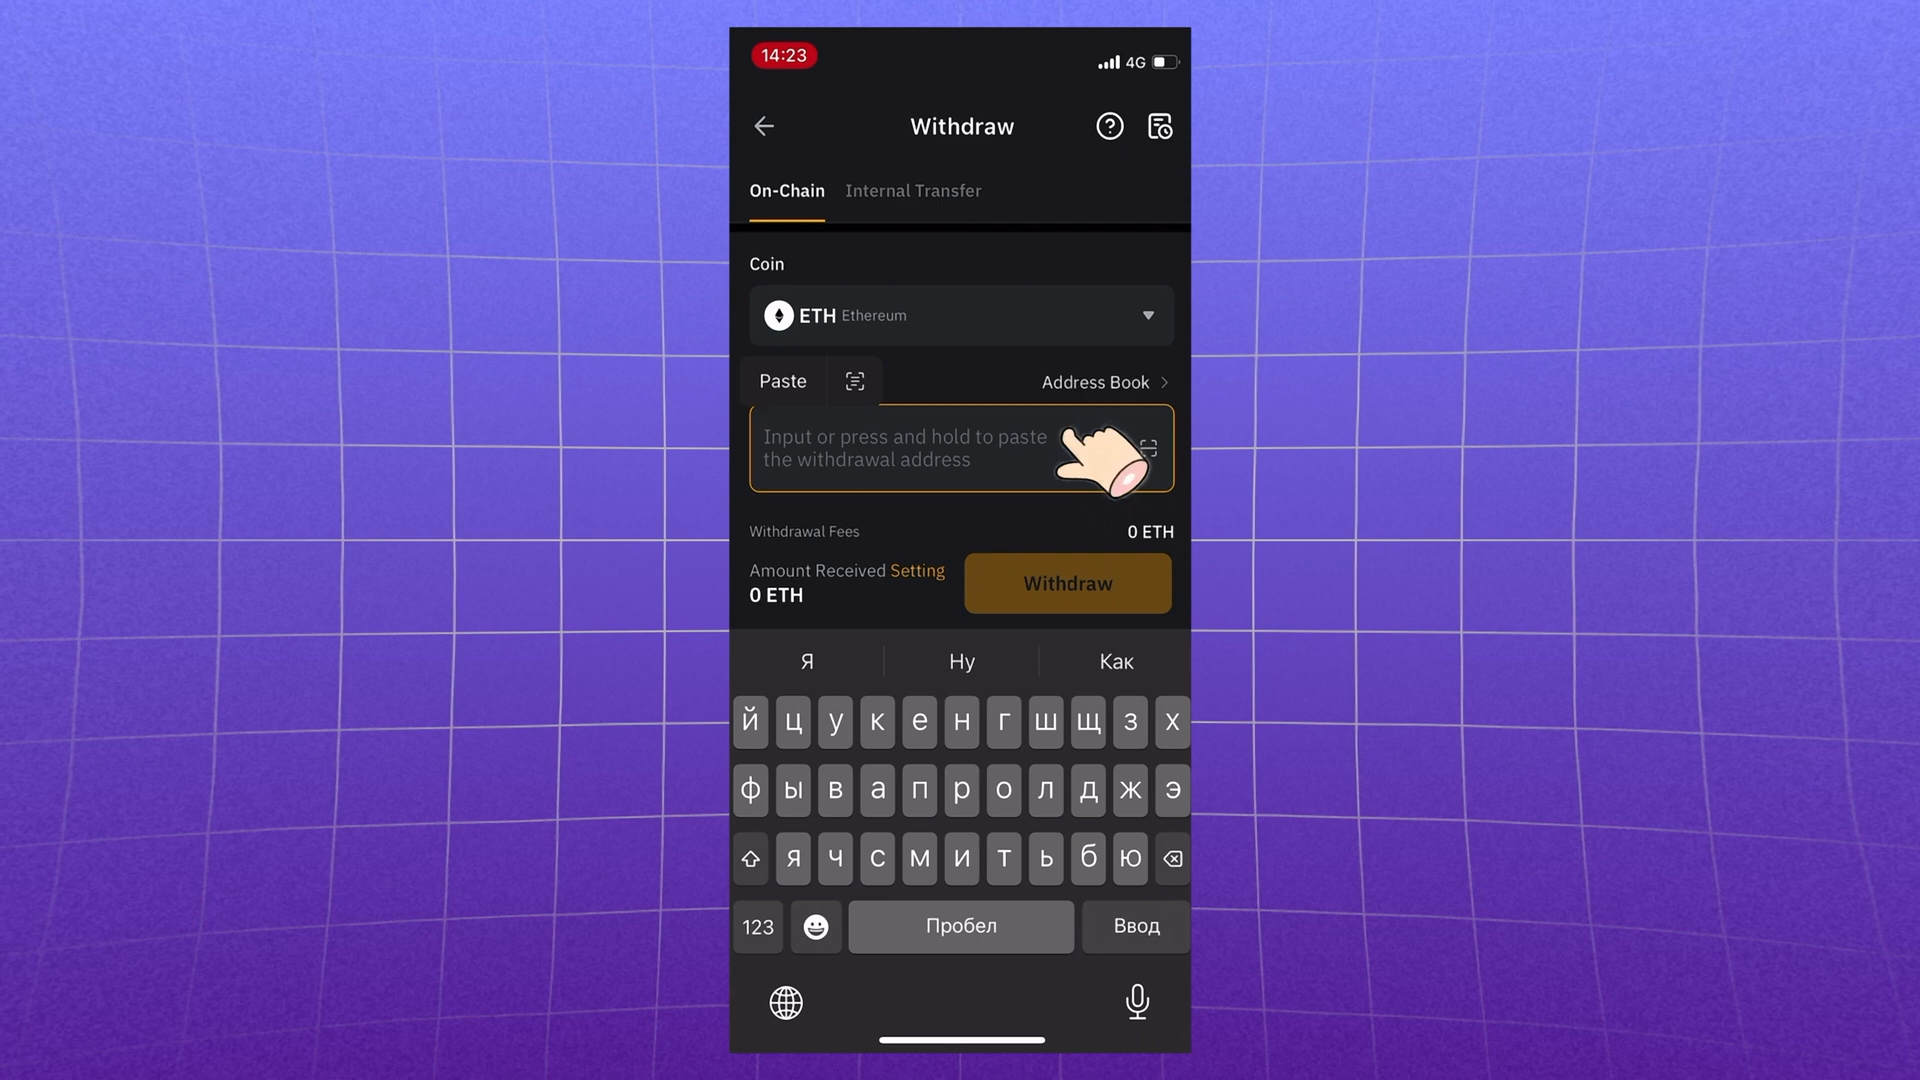 14:23
4G
Withdraw
On-Chain
Internal Transfer
Coin
ETH Ethereum
Paste
Address Book
Input or press and hold to paste
the withdrawal address
Withdrawal Fees
0 ETH
Amount Received Setting
0 ETH
Withdraw
Я
Ну
Как
й ц у к е н г ш щ з х
ф ы в а п р о л д ж э
я ч с м и т ь б ю
123
Пробел
Ввод